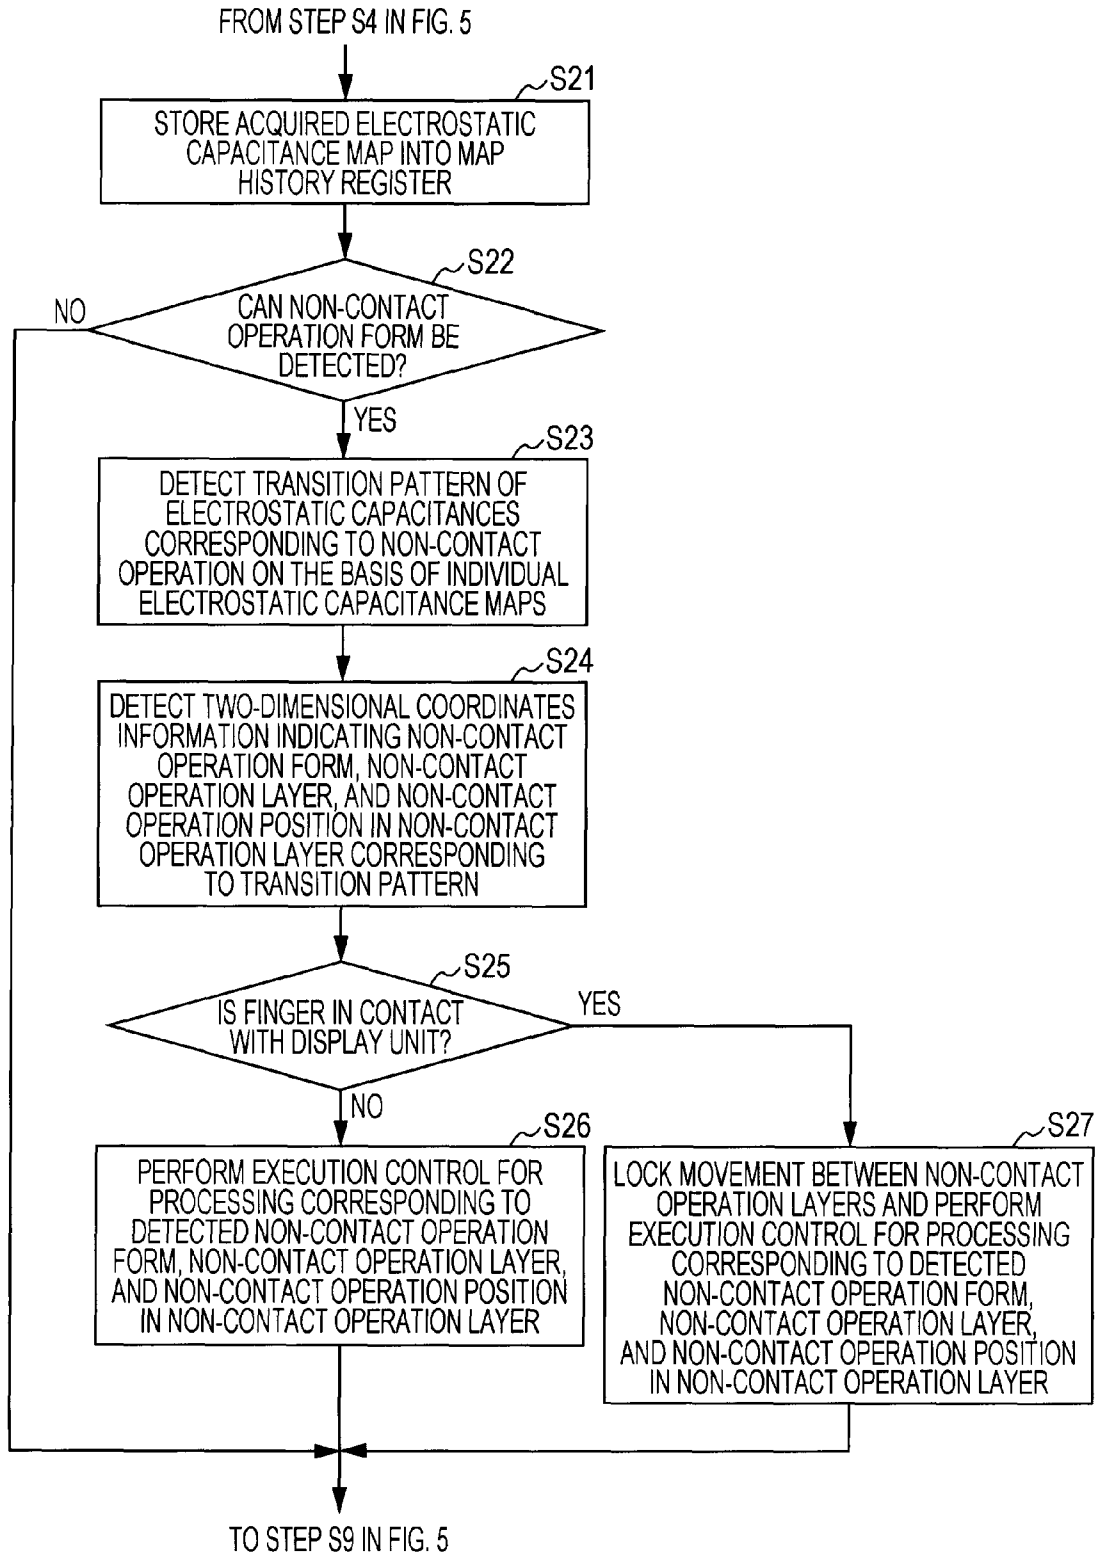 FROM STEP S4 IN FIG. 5
S21
STORE ACQUIRED ELECTROSTATIC
CAPACITANCE MAP INTO MAP
HISTORY REGISTER
S22
CAN NON-CONTACT
OPERATION FORM BE
DETECTED?
NO
YES
S23
DETECT TRANSITION PATTERN OF
ELECTROSTATIC CAPACITANCES
CORRESPONDING TO NON-CONTACT
OPERATION ON THE BASIS OF INDIVIDUAL
ELECTROSTATIC CAPACITANCE MAPS
S24
DETECT TWO-DIMENSIONAL COORDINATES
INFORMATION INDICATING NON-CONTACT
OPERATION FORM, NON-CONTACT
OPERATION LAYER, AND NON-CONTACT
OPERATION POSITION IN NON-CONTACT
OPERATION LAYER CORRESPONDING
TO TRANSITION PATTERN
S25
IS FINGER IN CONTACT
WITH DISPLAY UNIT?
YES
NO
S26
PERFORM EXECUTION CONTROL FOR
PROCESSING CORRESPONDING TO
DETECTED NON-CONTACT OPERATION
FORM, NON-CONTACT OPERATION LAYER,
AND NON-CONTACT OPERATION POSITION
IN NON-CONTACT OPERATION LAYER
S27
LOCK MOVEMENT BETWEEN NON-CONTACT
OPERATION LAYERS AND PERFORM
EXECUTION CONTROL FOR PROCESSING
CORRESPONDING TO DETECTED
NON-CONTACT OPERATION FORM,
NON-CONTACT OPERATION LAYER,
AND NON-CONTACT OPERATION POSITION
IN NON-CONTACT OPERATION LAYER
TO STEP S9 IN FIG. 5